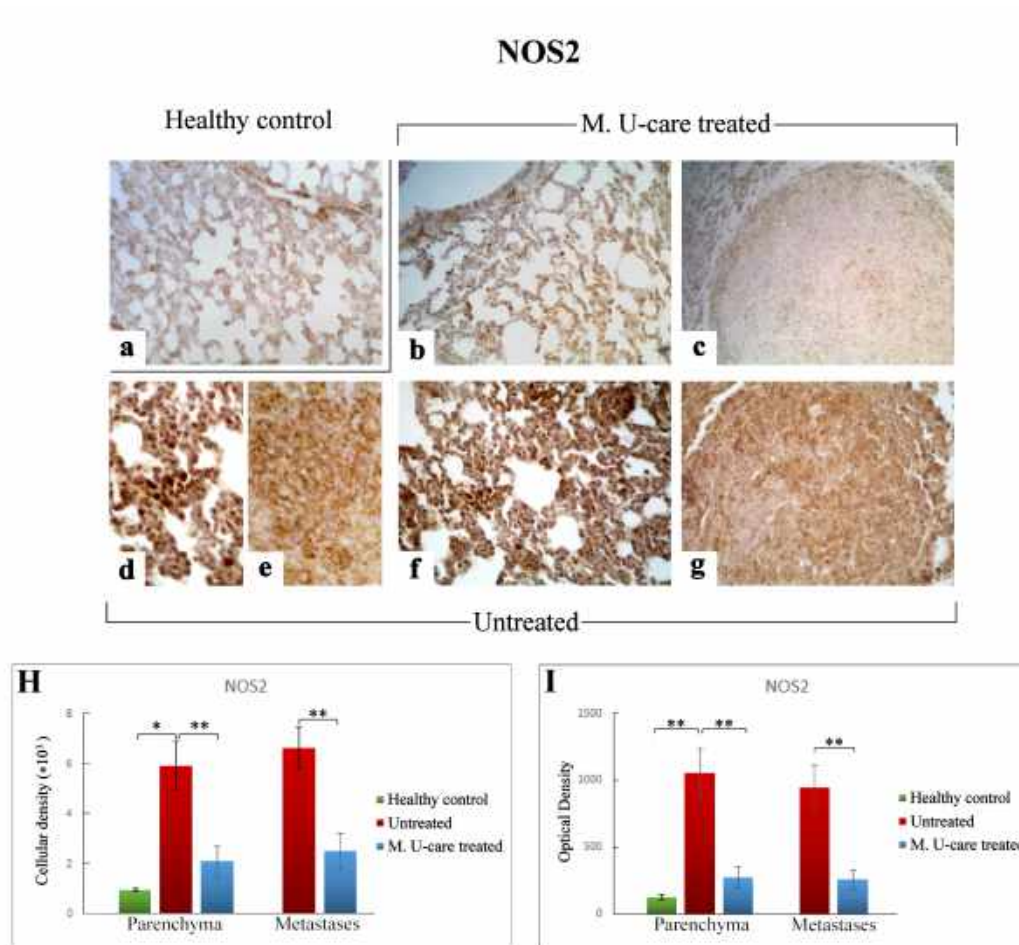 NOS2
Healthy control
M. U-care treated
a
b
c
d
e
f
g
Untreated
H
NOS2
Cellular density (*10³)
8
6
4
2
0
* ** **
Parenchyma Metastases
Healthy control
Untreated
M. U-care treated
I
NOS2
Optical Density
1500
1000
500
0
** ** **
Parenchyma Metastases
Healthy control
Untreated
M. U-care treated